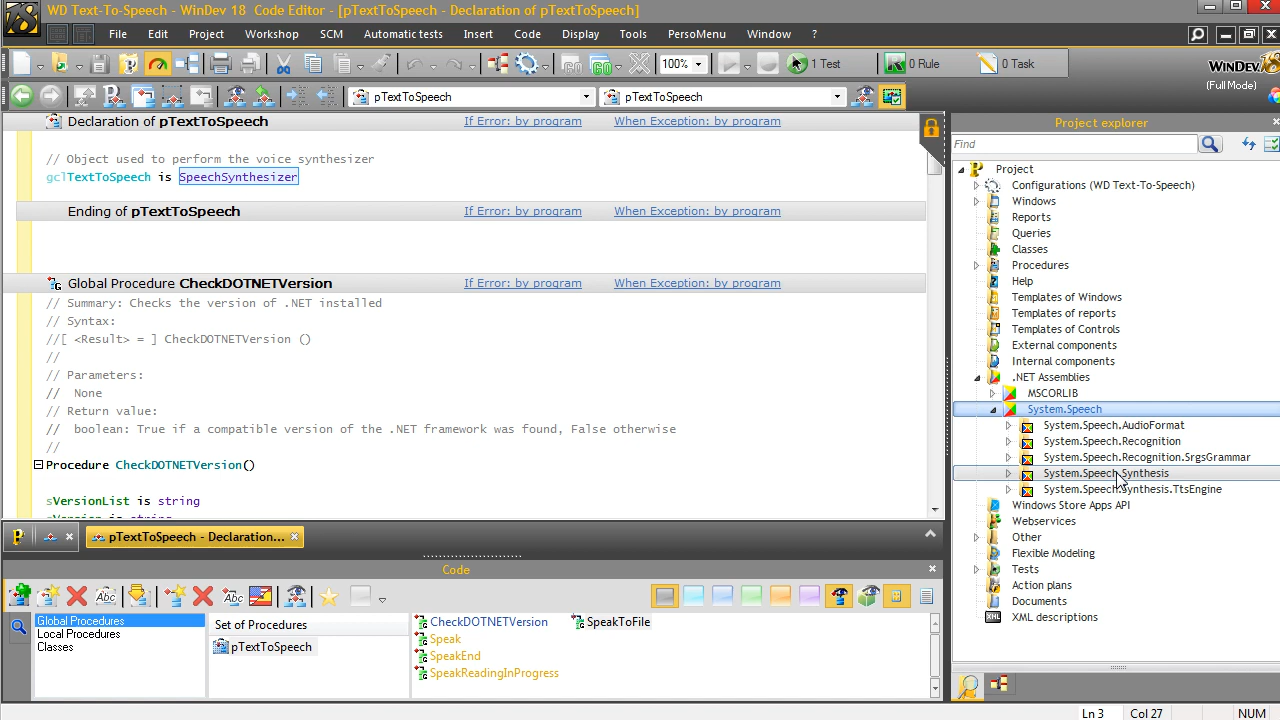 WD Text-To-Speech - WinDev 18  Code Editor - [pTextToSpeech - Declaration of pTextToSpeech]
File Edit Project Workshop SCM Automatic tests Insert Code Display Tools PersoMenu Window ?
GO 100% 1 Test 0 Rule 0 Task
WINDEV 18
(Full Mode)
pTextToSpeech pTextToSpeech
Declaration of pTextToSpeech If Error: by program When Exception: by program
// Object used to perform the voice synthesizer
gclTextToSpeech is SpeechSynthesizer
Ending of pTextToSpeech If Error: by program When Exception: by program
Global Procedure CheckDOTNETVersion If Error: by program When Exception: by program
// Summary: Checks the version of .NET installed
// Syntax:
//[ <Result> = ] CheckDOTNETVersion ()
//
// Parameters:
//  None
// Return value:
//  boolean: True if a compatible version of the .NET framework was found, False otherwise
//
Procedure CheckDOTNETVersion()
sVersionList is string
sVersion is string
pTextToSpeech - Declaration...
Code
Global Procedures
Local Procedures
Classes
Set of Procedures
pTextToSpeech
CheckDOTNETVersion
Speak
SpeakEnd
SpeakReadingInProgress
SpeakToFile
Project explorer
Find
Project
Configurations (WD Text-To-Speech)
Windows
Reports
Queries
Classes
Procedures
Help
Templates of Windows
Templates of reports
Templates of Controls
External components
Internal components
.NET Assemblies
MSCORLIB
System.Speech
System.Speech.AudioFormat
System.Speech.Recognition
System.Speech.Recognition.SrgsGrammar
System.Speech.Synthesis
System.Speech.Synthesis.TtsEngine
Windows Store Apps API
Webservices
Other
Flexible Modeling
Tests
Action plans
Documents
XML descriptions
Ln 3 Col 27 NUM